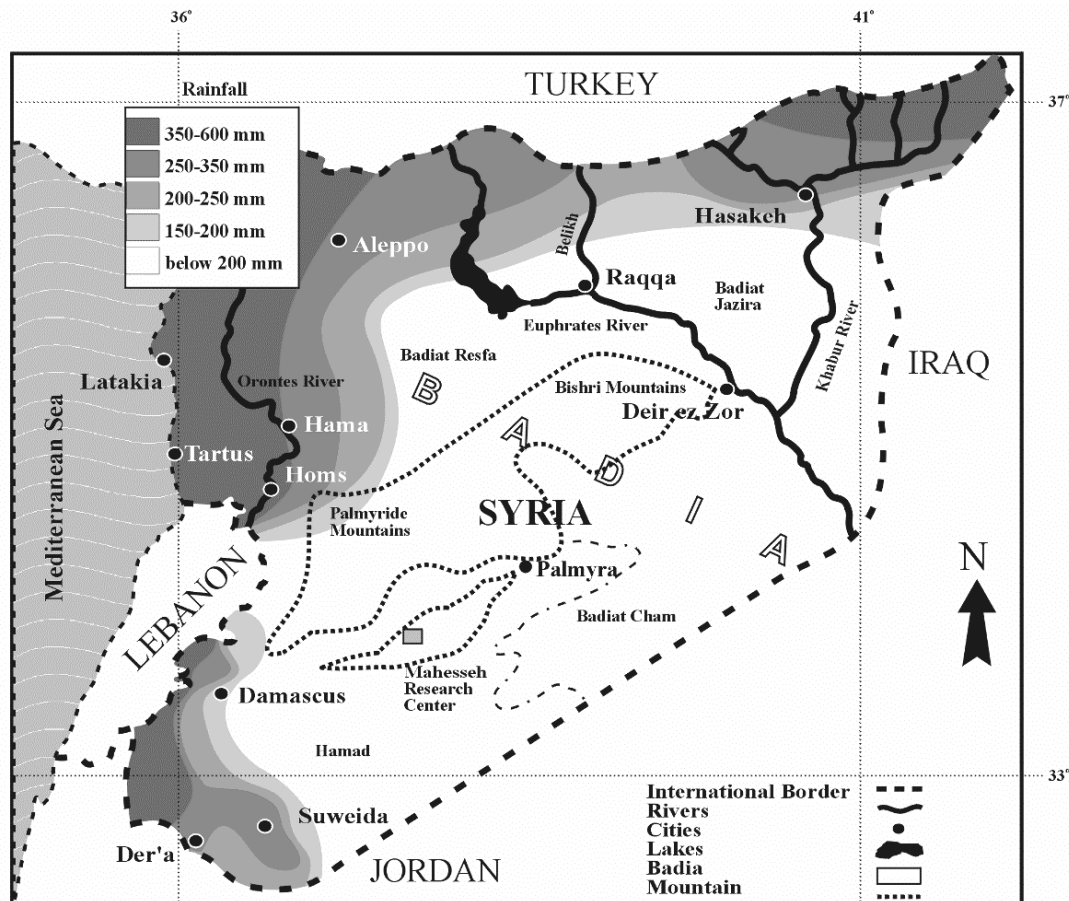 36°
41°
TURKEY
37°
Rainfall
350-600 mm
250-350 mm
200-250 mm
150-200 mm
below 200 mm
Hasakeh
Aleppo
Belikh
Raqqa
Badiat
Jazira
Euphrates River
Khabur River
IRAQ
Badiat Resfa
Latakia
Orontes River
Bishri Mountains
Deir ez Zor
BADIA
Hama
Tartus
Homs
Mediterranean Sea
Palmyride
Mountains
SYRIA
N
Palmyra
LEBANON
Badiat Cham
Mahesseh
Research
Center
Damascus
Hamad
33°
Suweida
Der'a
JORDAN
International Border
Rivers
Cities
Lakes
Badia
Mountain